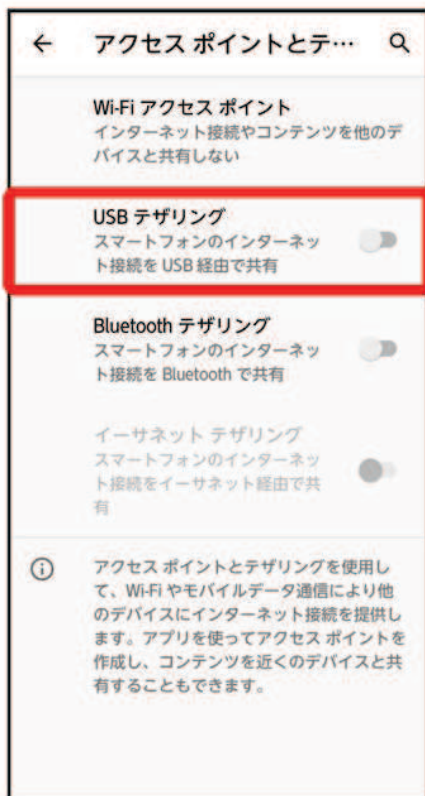 アクセス ポイントとテ…
Wi-Fi アクセス ポイント
インターネット接続やコンテンツを他のデ
バイスと共有しない
USB テザリング
スマートフォンのインターネッ
ト接続を USB 経由で共有
Bluetooth テザリング
スマートフォンのインターネッ
ト接続を Bluetooth で共有
イーサネット テザリング
スマートフォンのインターネッ
ト接続をイーサネット経由で共
有
アクセス ポイントとテザリングを使用し
て、Wi-Fi やモバイルデータ通信により他
のデバイスにインターネット接続を提供し
ます。アプリを使ってアクセス ポイントを
作成し、コンテンツを近くのデバイスと共
有することもできます。